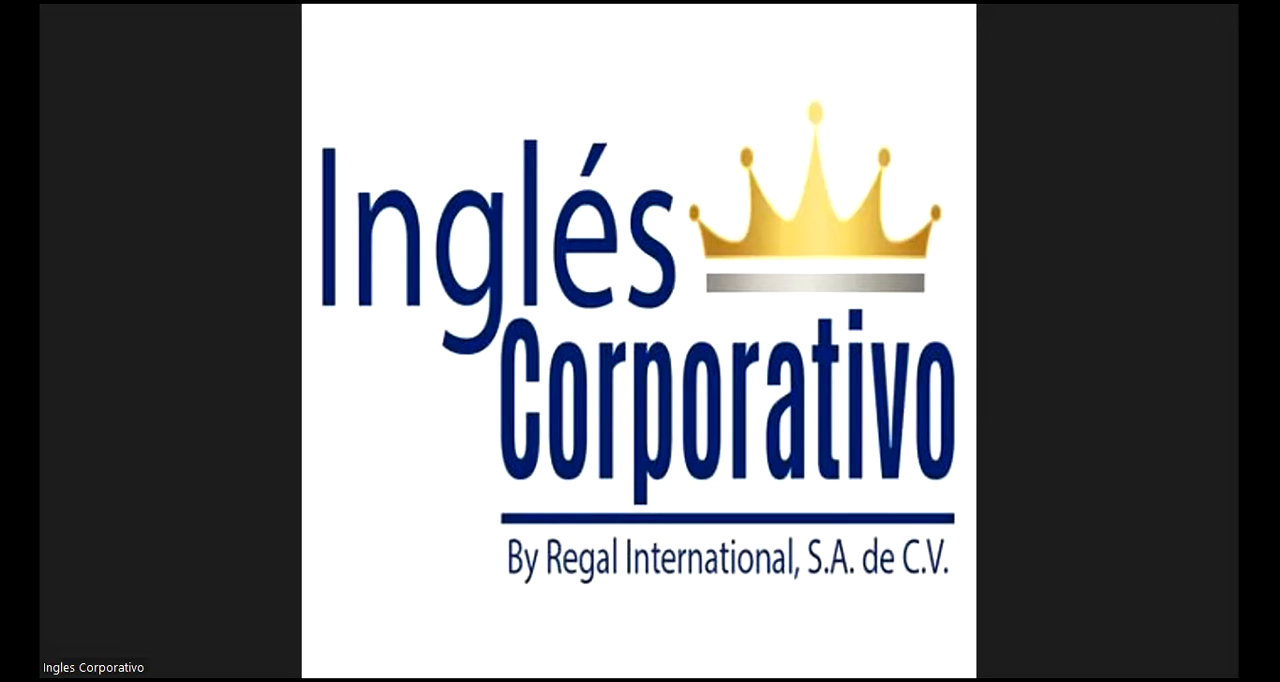 Inglés
Corporativo
By Regal International, S.A. de C.V.
Ingles Corporativo